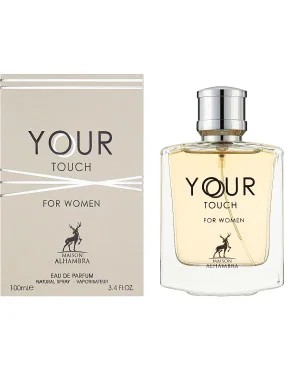 YOUR
TOUCH
FOR WOMEN
MAISON
ALHAMBRA
EAU DE PARFUM
NATURAL SPRAY - VAPORISATEUR
100ml℮ 3.4 FL.OZ.
YOUR
TOUCH
FOR WOMEN
MAISON
ALHAMBRA